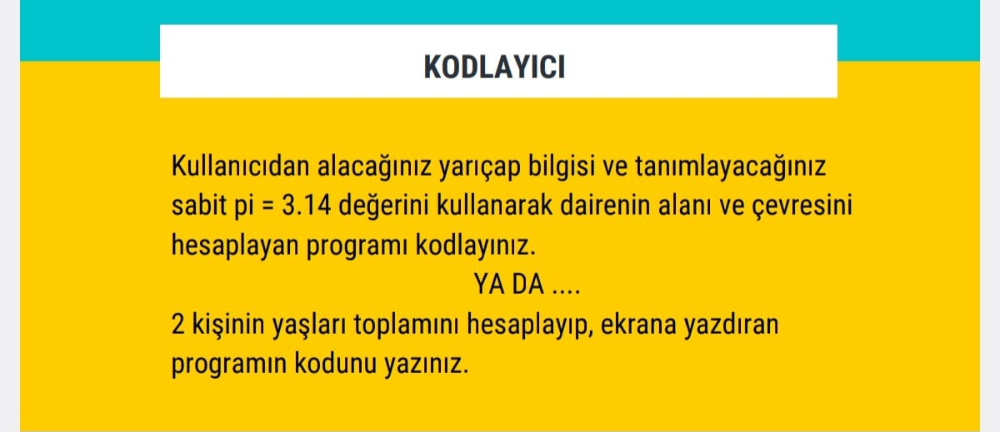 KODLAYICI
Kullanıcıdan alacağınız yarıçap bilgisi ve tanımlayacağınız
sabit pi = 3.14 değerini kullanarak dairenin alanı ve çevresini
hesaplayan programı kodlayınız.
YA DA ....
2 kişinin yaşları toplamını hesaplayıp, ekrana yazdıran
programın kodunu yazınız.